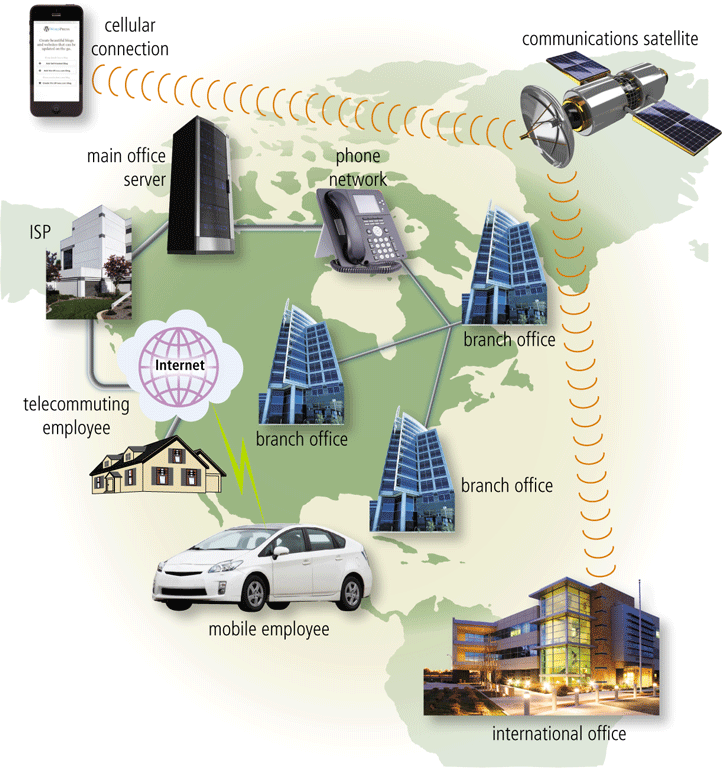 cellular
connection
communications satellite
main office
server
phone
network
ISP
branch office
Internet
telecommuting
employee
branch office
branch office
mobile employee
international office